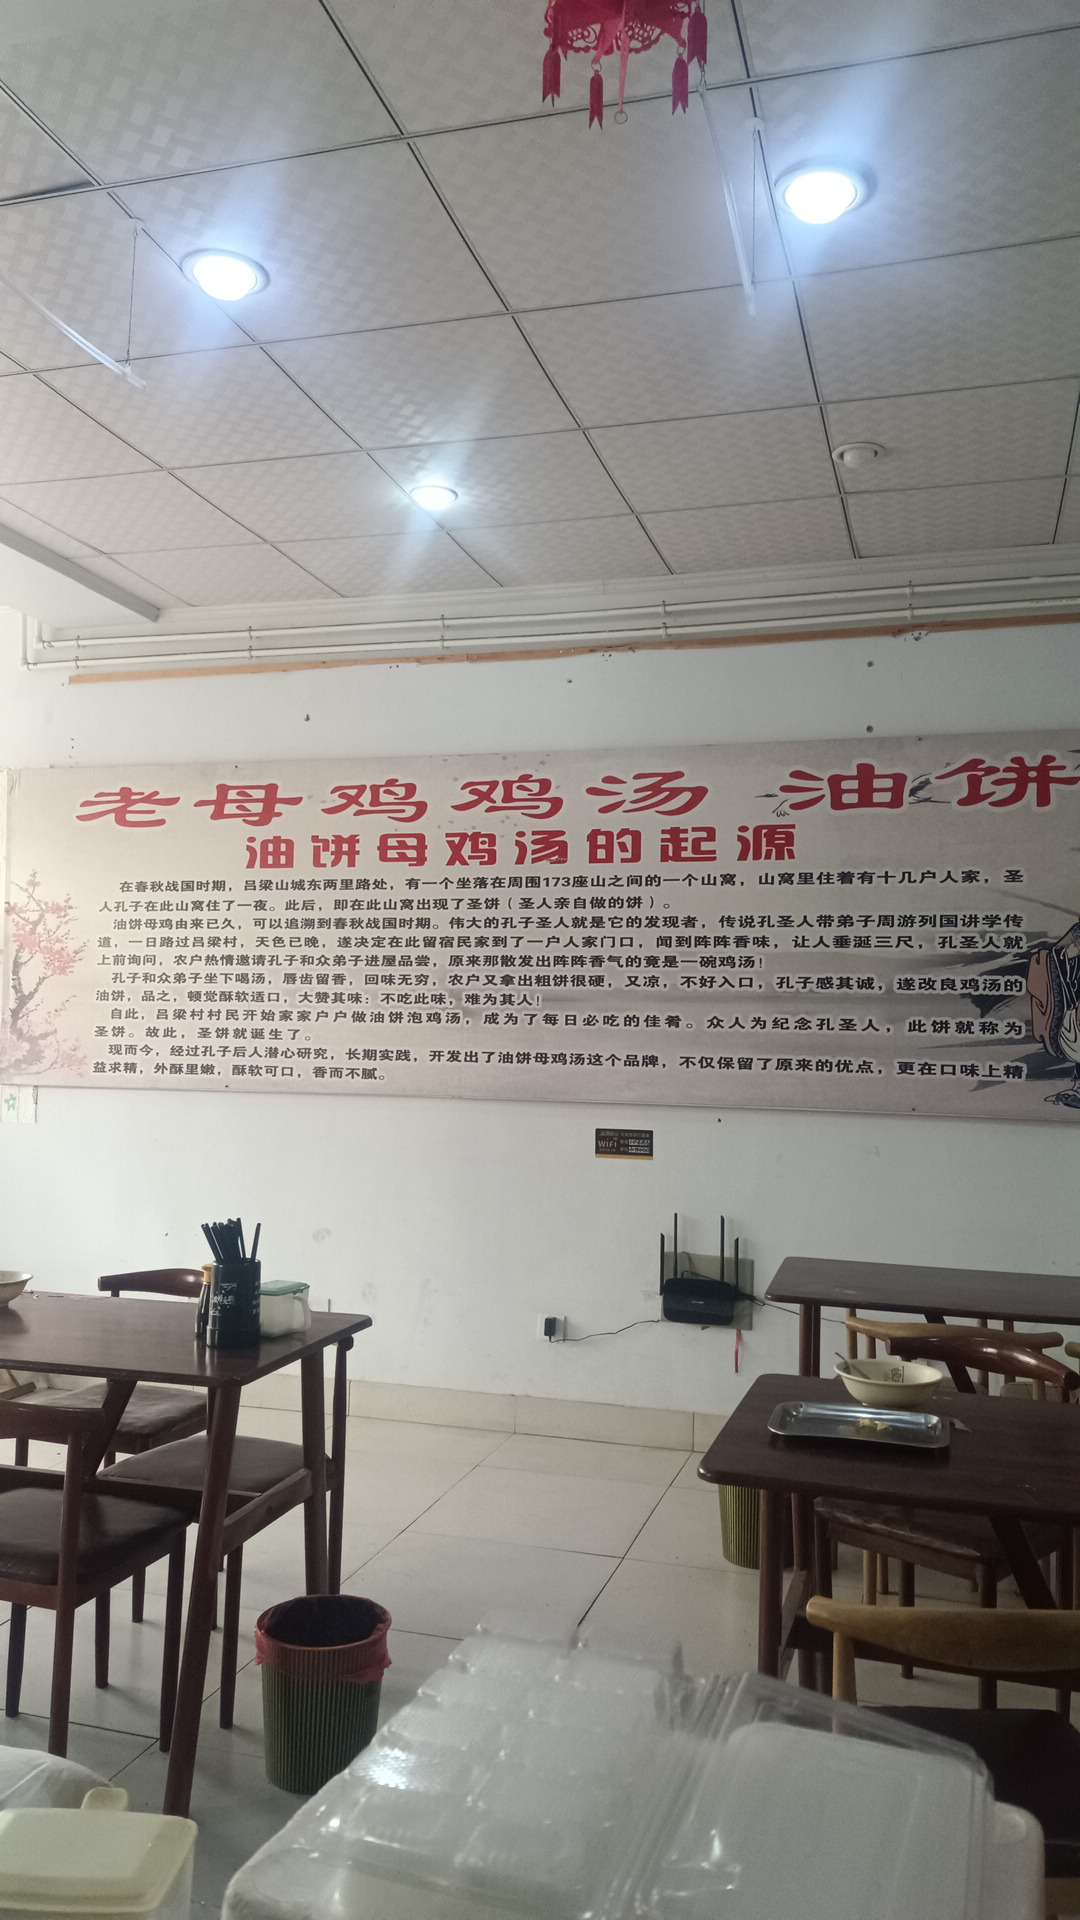 老母鸡鸡汤 油饼
油饼母鸡汤的起源
在春秋战国时期，吕梁山城东两里路处，有一个坐落在周围173座山之间的一个山窝，山窝里住着有十几户人家，圣
人孔子在此山窝住了一夜。此后，即在此山窝出现了圣饼（圣人亲自做的饼）。
油饼母鸡由来已久，可以追溯到春秋战国时期。伟大的孔子圣人就是它的发现者，传说孔圣人带弟子周游列国讲学传
道，一日路过吕梁村，天色已晚，遂决定在此留宿民家到了一户人家门口，闻到阵阵香味，让人垂涎三尺，孔圣人就
上前询问，农户热情邀请孔子和众弟子进屋品尝，原来那散发出阵阵香气的竟是一碗鸡汤！
孔子和众弟子坐下喝汤，唇齿留香，回味无穷，农户又拿出粗饼很硬，又凉，不好入口，孔子感其诚，遂改良鸡汤的
油饼，品之，顿觉酥软适口，大赞其味：不吃此味，难为其人！
自此，吕梁村村民开始家家户户做油饼泡鸡汤，成为了每日必吃的佳肴。众人为纪念孔圣人，此饼就称为
圣饼。故此，圣饼就诞生了。
现而今，经过孔子后人潜心研究，长期实践，开发出了油饼母鸡汤这个品牌，不仅保留了原来的优点，更在口味上精
益求精，外酥里嫩，酥软可口，香而不腻。
WiFi